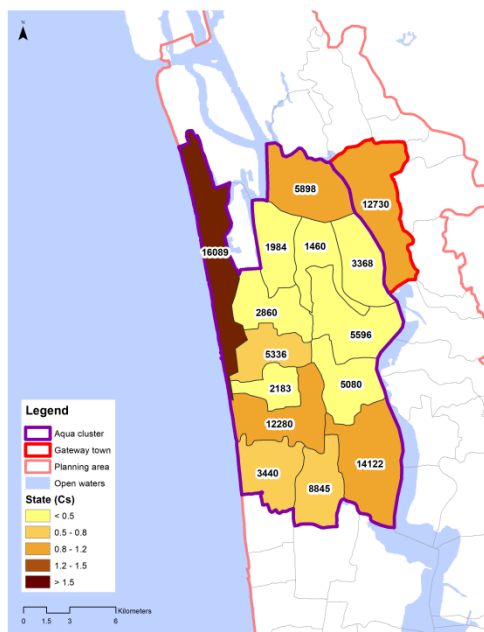 N
5898
12730
16089
1984
1460
3368
2860
5596
5336
2183
5080
12280
14122
3440
8845
Legend
Aqua cluster
Gateway town
Planning area
Open waters
State (Cs)
< 0.5
0.5 - 0.8
0.8 - 1.2
1.2 - 1.5
> 1.5
Kilometers
0 1.5 3 6